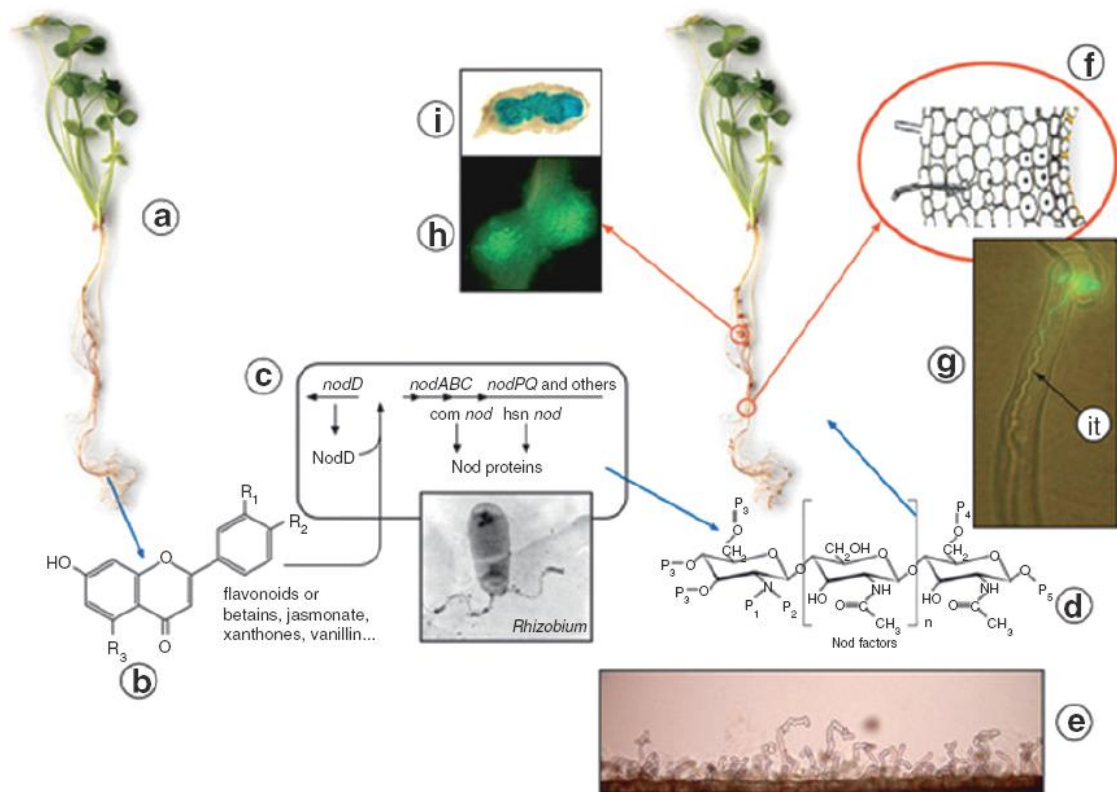 a
i
h
f
g
it
c
nodD
nodABC nodPQ and others
com nod hsn nod
NodD
Nod proteins
Rhizobium
R1
R2
HO
O
R3
O
flavonoids or
betains, jasmonate,
xanthones, vanillin...
b
P3
O
CH2
P3 O
P3 O
N
P1 P2
O
O
CH2OH
O
HO
NH
O
CH3
n
O
P4
O
CH2
O
HO
NH
O
CH3
O
P5
Nod factors
d
e